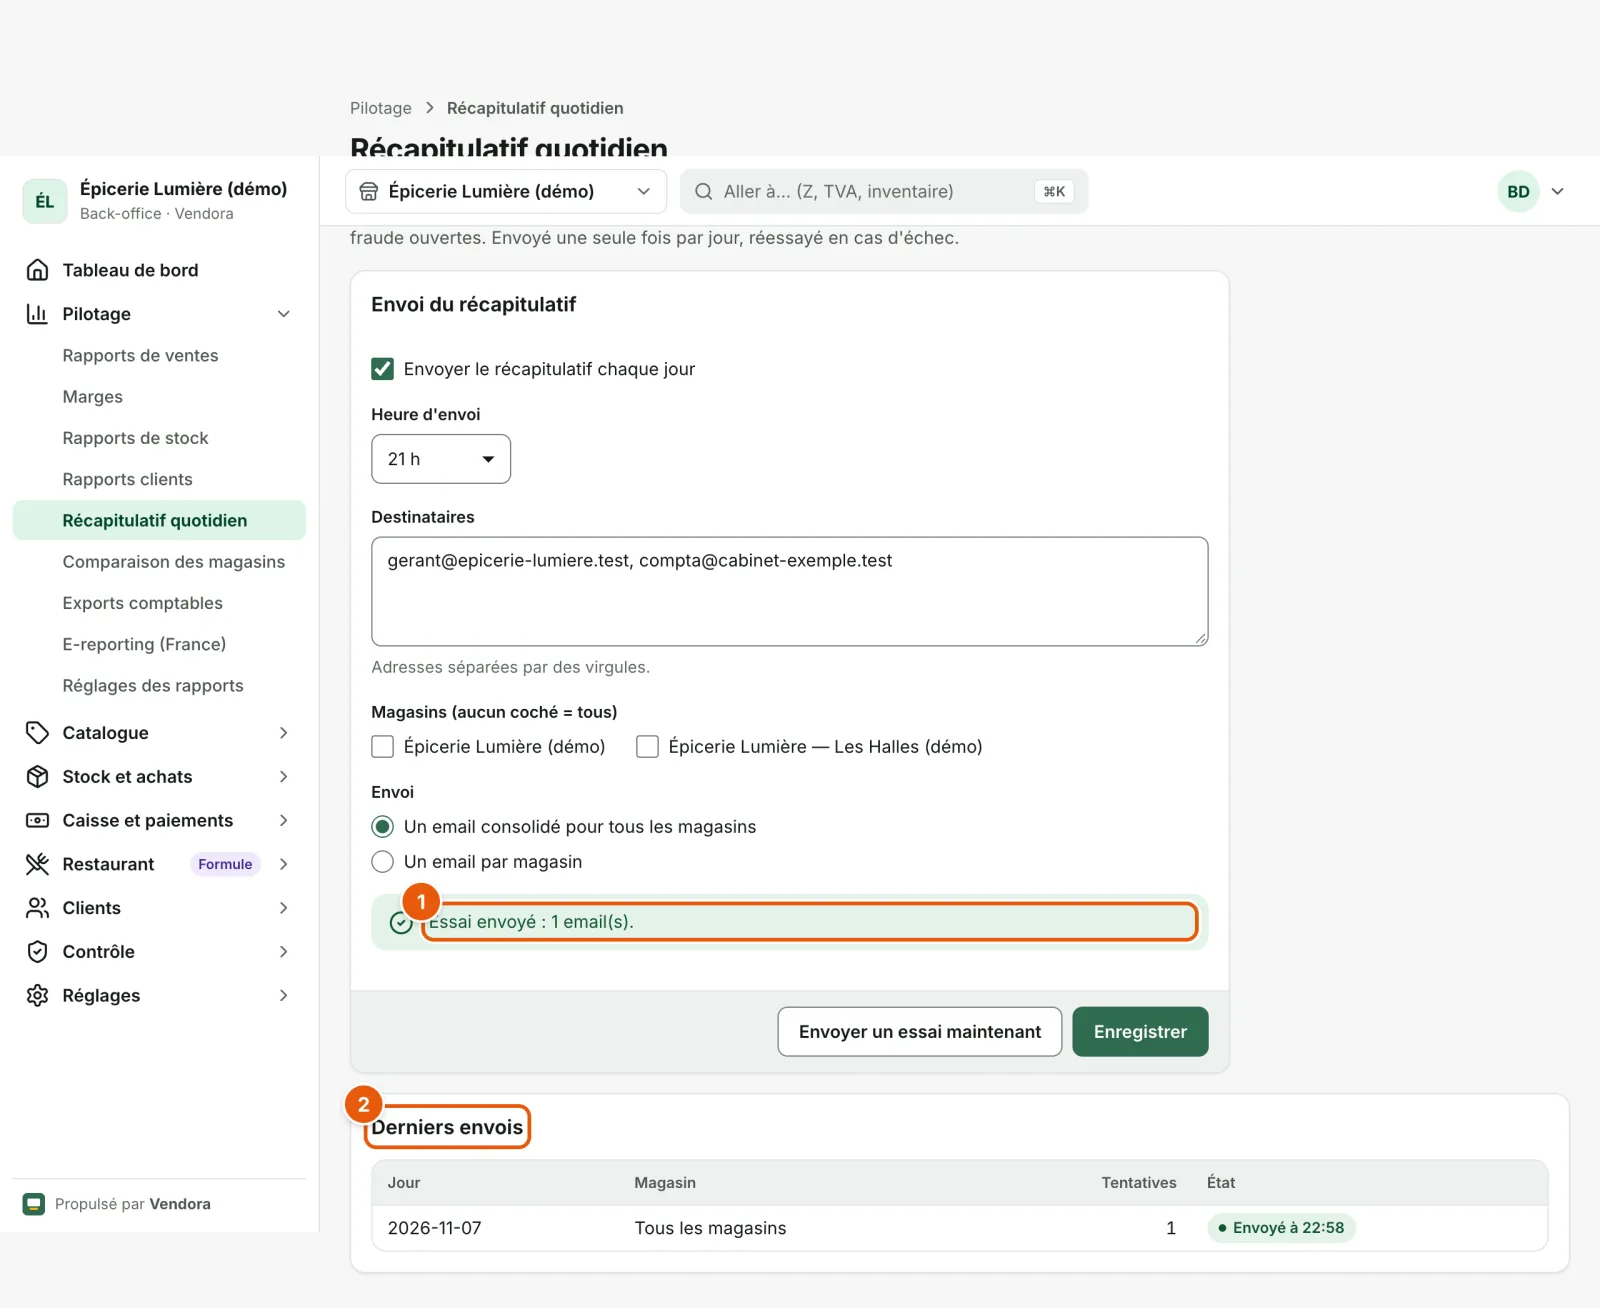 Pilotage > Récapitulatif quotidien
Récapitulatif quotidien
ÉL
Épicerie Lumière (démo)
Back-office · Vendora
Épicerie Lumière (démo)
Aller à... (Z, TVA, inventaire)
⌘K
BD
fraude ouvertes. Envoyé une seule fois par jour, réessayé en cas d'échec.
Tableau de bord
Pilotage
Rapports de ventes
Marges
Rapports de stock
Rapports clients
Récapitulatif quotidien
Comparaison des magasins
Exports comptables
E-reporting (France)
Réglages des rapports
Catalogue
Stock et achats
Caisse et paiements
Restaurant
Formule
Clients
Contrôle
Réglages
Propulsé par Vendora
Envoi du récapitulatif
Envoyer le récapitulatif chaque jour
Heure d'envoi
21 h
Destinataires
gerant@epicerie-lumiere.test, compta@cabinet-exemple.test
Adresses séparées par des virgules.
Magasins (aucun coché = tous)
Épicerie Lumière (démo)
Épicerie Lumière — Les Halles (démo)
Envoi
Un email consolidé pour tous les magasins
Un email par magasin
1
Essai envoyé : 1 email(s).
Envoyer un essai maintenant
Enregistrer
2
Derniers envois
Jour Magasin Tentatives État
2026-11-07 Tous les magasins 1 Envoyé à 22:58